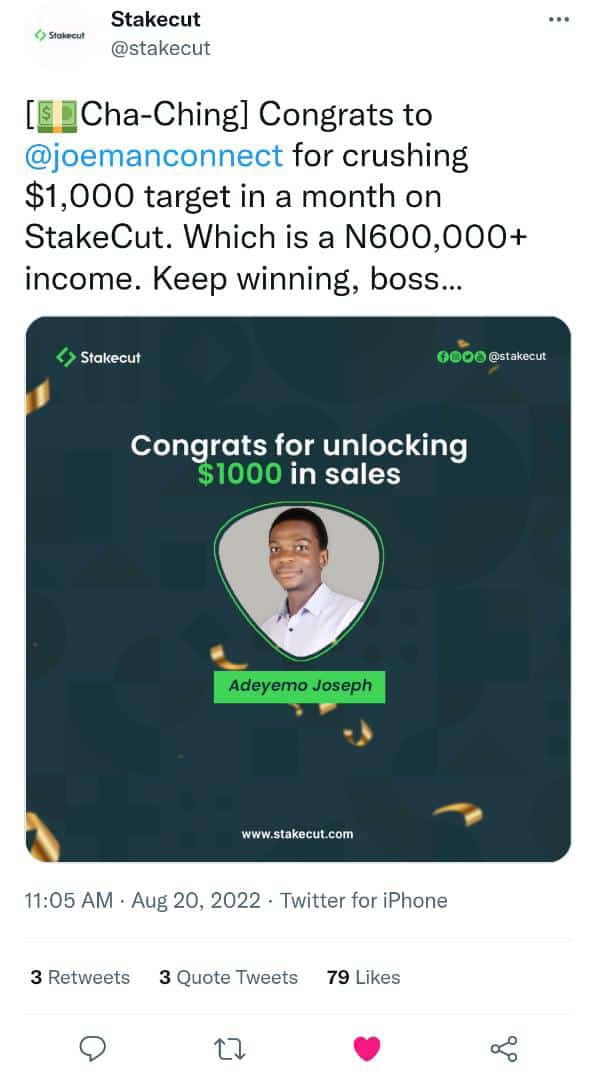 Stakecut
Stakecut
@stakecut
[💵Cha-Ching] Congrats to
@joemanconnect for crushing
$1,000 target in a month on
StakeCut. Which is a N600,000+
income. Keep winning, boss...
Stakecut
@stakecut
Congrats for unlocking
$1000 in sales
Adeyemo Joseph
www.stakecut.com
11:05 AM · Aug 20, 2022 · Twitter for iPhone
3 Retweets 3 Quote Tweets 79 Likes